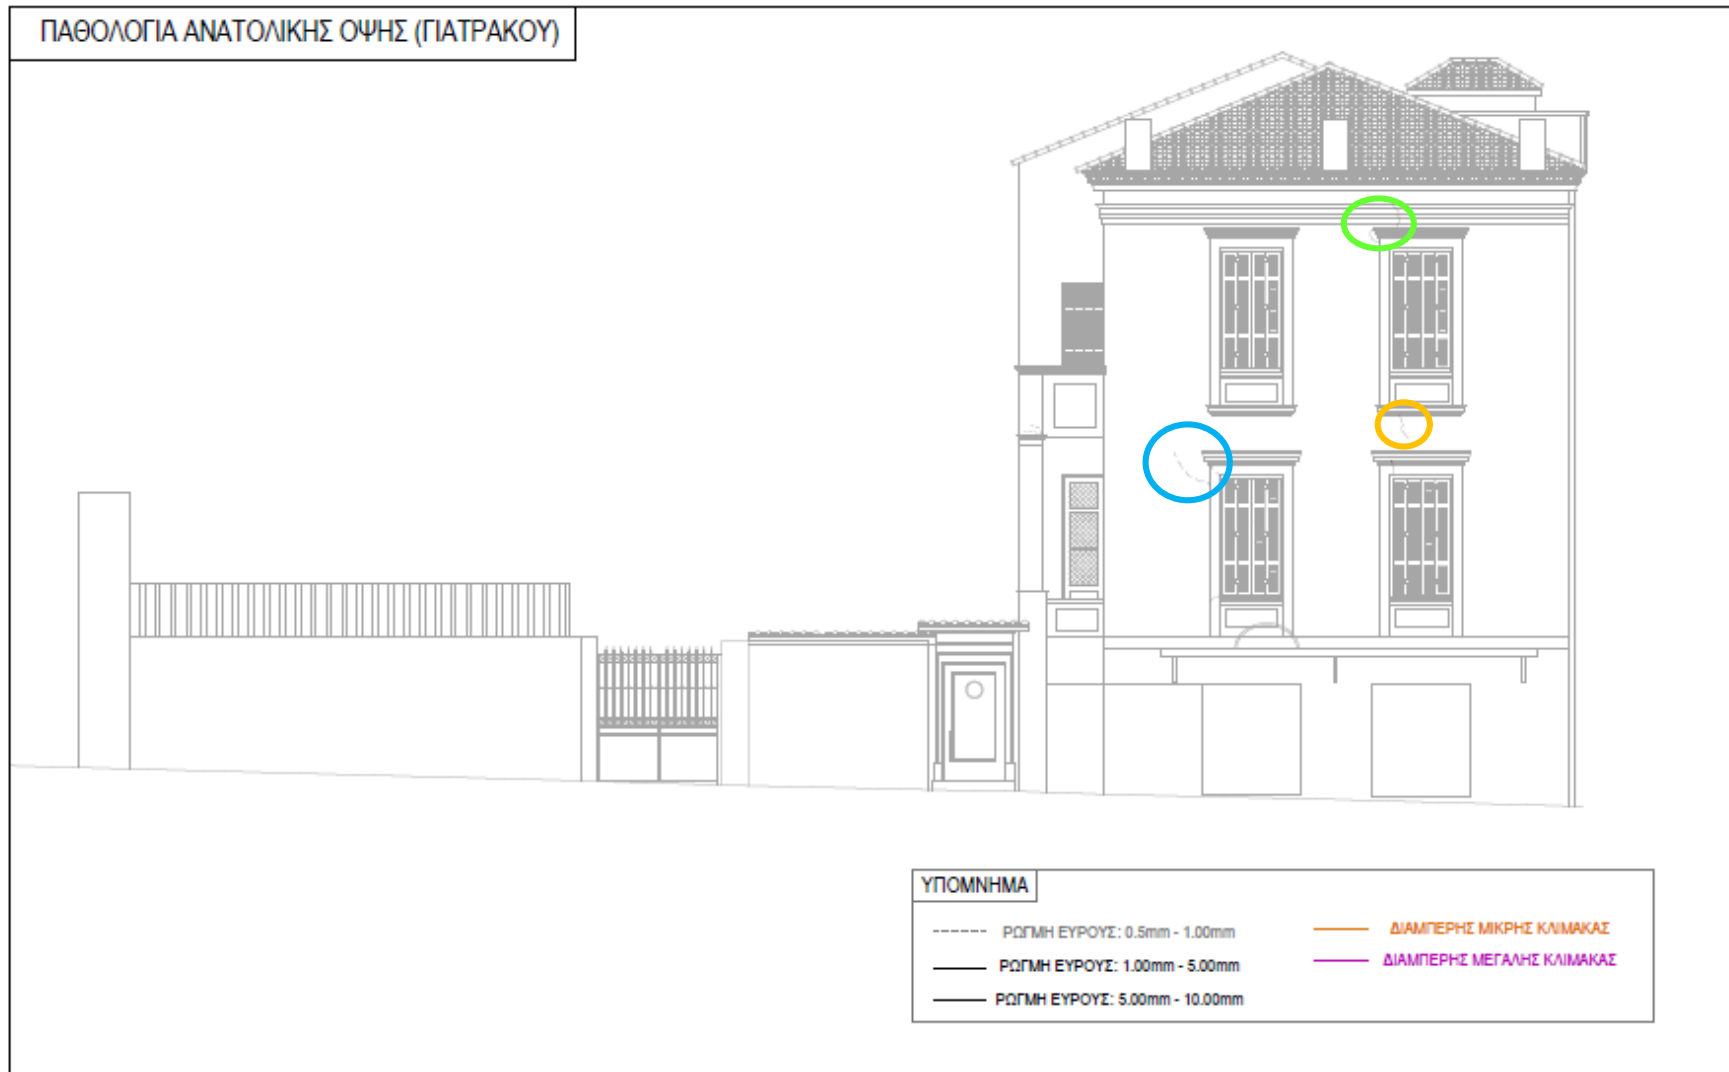 ΠΑΘΟΛΟΓΙΑ ΑΝΑΤΟΛΙΚΗΣ ΟΨΗΣ (ΓΙΑΤΡΑΚΟΥ)
ΥΠΟΜΝΗΜΑ
ΡΩΓΜΗ ΕΥΡΟΥΣ: 0.5mm - 1.00mm
ΡΩΓΜΗ ΕΥΡΟΥΣ: 1.00mm - 5.00mm
ΡΩΓΜΗ ΕΥΡΟΥΣ: 5.00mm - 10.00mm
ΔΙΑΜΠΕΡΗΣ ΜΙΚΡΗΣ ΚΛΙΜΑΚΑΣ
ΔΙΑΜΠΕΡΗΣ ΜΕΓΑΛΗΣ ΚΛΙΜΑΚΑΣ